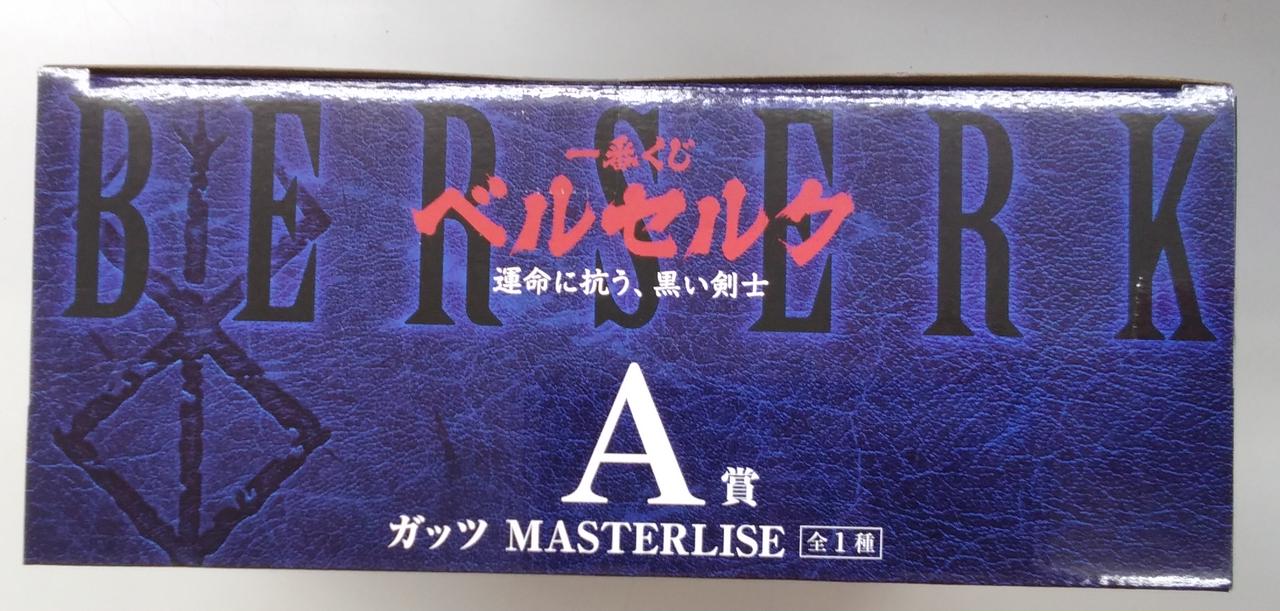 BERSERK
一番くじ
ベルセルク
運命に抗う、黒い剣士
A賞
ガッツ MASTERLISE 全1種